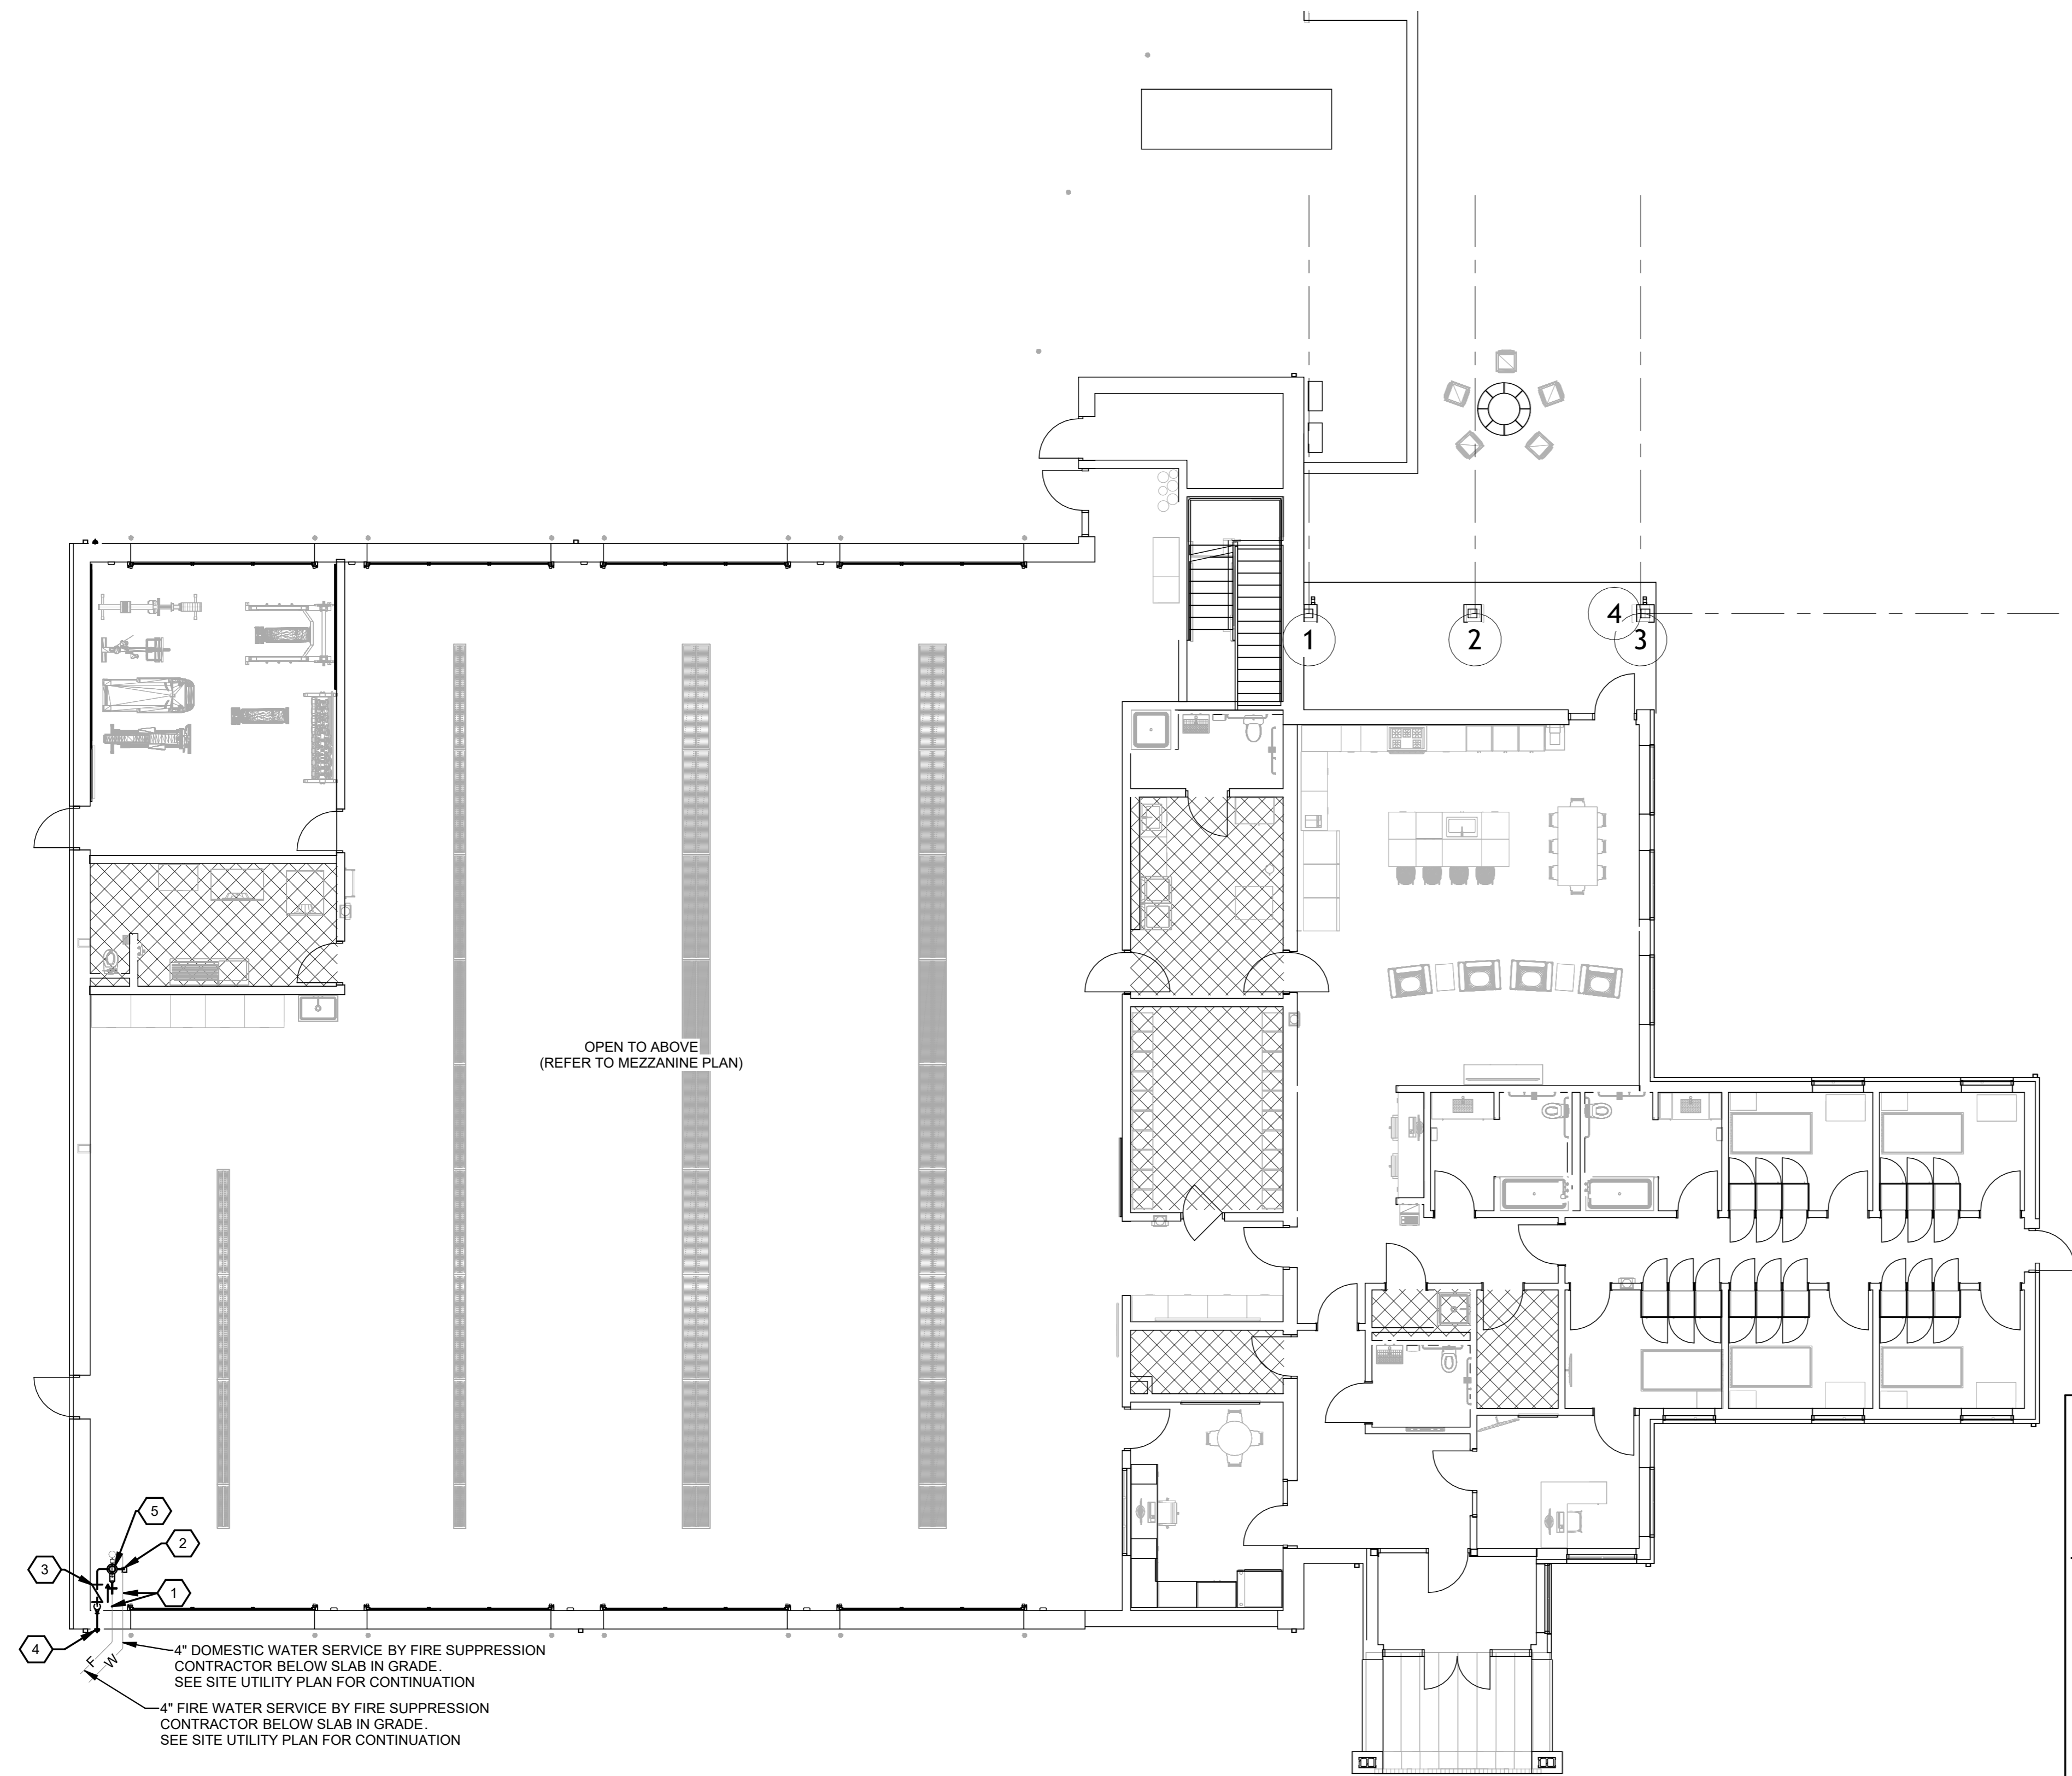 4
1
2
3
OPEN TO ABOVE
(REFER TO MEZZANINE PLAN)
5
2
3
1
4
F
W
4" DOMESTIC WATER SERVICE BY FIRE SUPPRESSION
CONTRACTOR BELOW SLAB IN GRADE.
SEE SITE UTILITY PLAN FOR CONTINUATION
4" FIRE WATER SERVICE BY FIRE SUPPRESSION
CONTRACTOR BELOW SLAB IN GRADE.
SEE SITE UTILITY PLAN FOR CONTINUATION